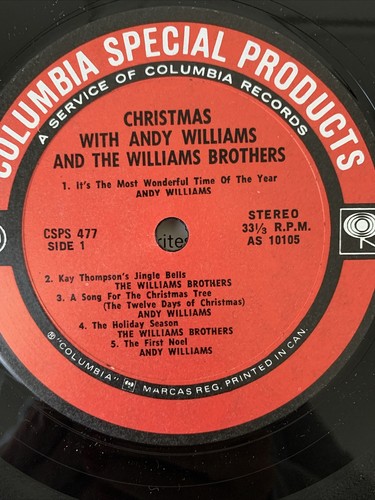 COLUMBIA SPECIAL PRODUCTS
A SERVICE OF COLUMBIA RECORDS
CHRISTMAS
WITH ANDY WILLIAMS
AND THE WILLIAMS BROTHERS
1. It's The Most Wonderful Time Of The Year
ANDY WILLIAMS
CSPS 477
SIDE 1
STEREO
33⅓ R.P.M.
AS 10105
2. Kay Thompson's Jingle Bells
THE WILLIAMS BROTHERS
3. A Song For The Christmas Tree
(The Twelve Days of Christmas)
ANDY WILLIAMS
4. The Holiday Season
THE WILLIAMS BROTHERS
5. The First Noel
ANDY WILLIAMS
℗ "COLUMBIA" MARCAS REG. PRINTED IN CAN.